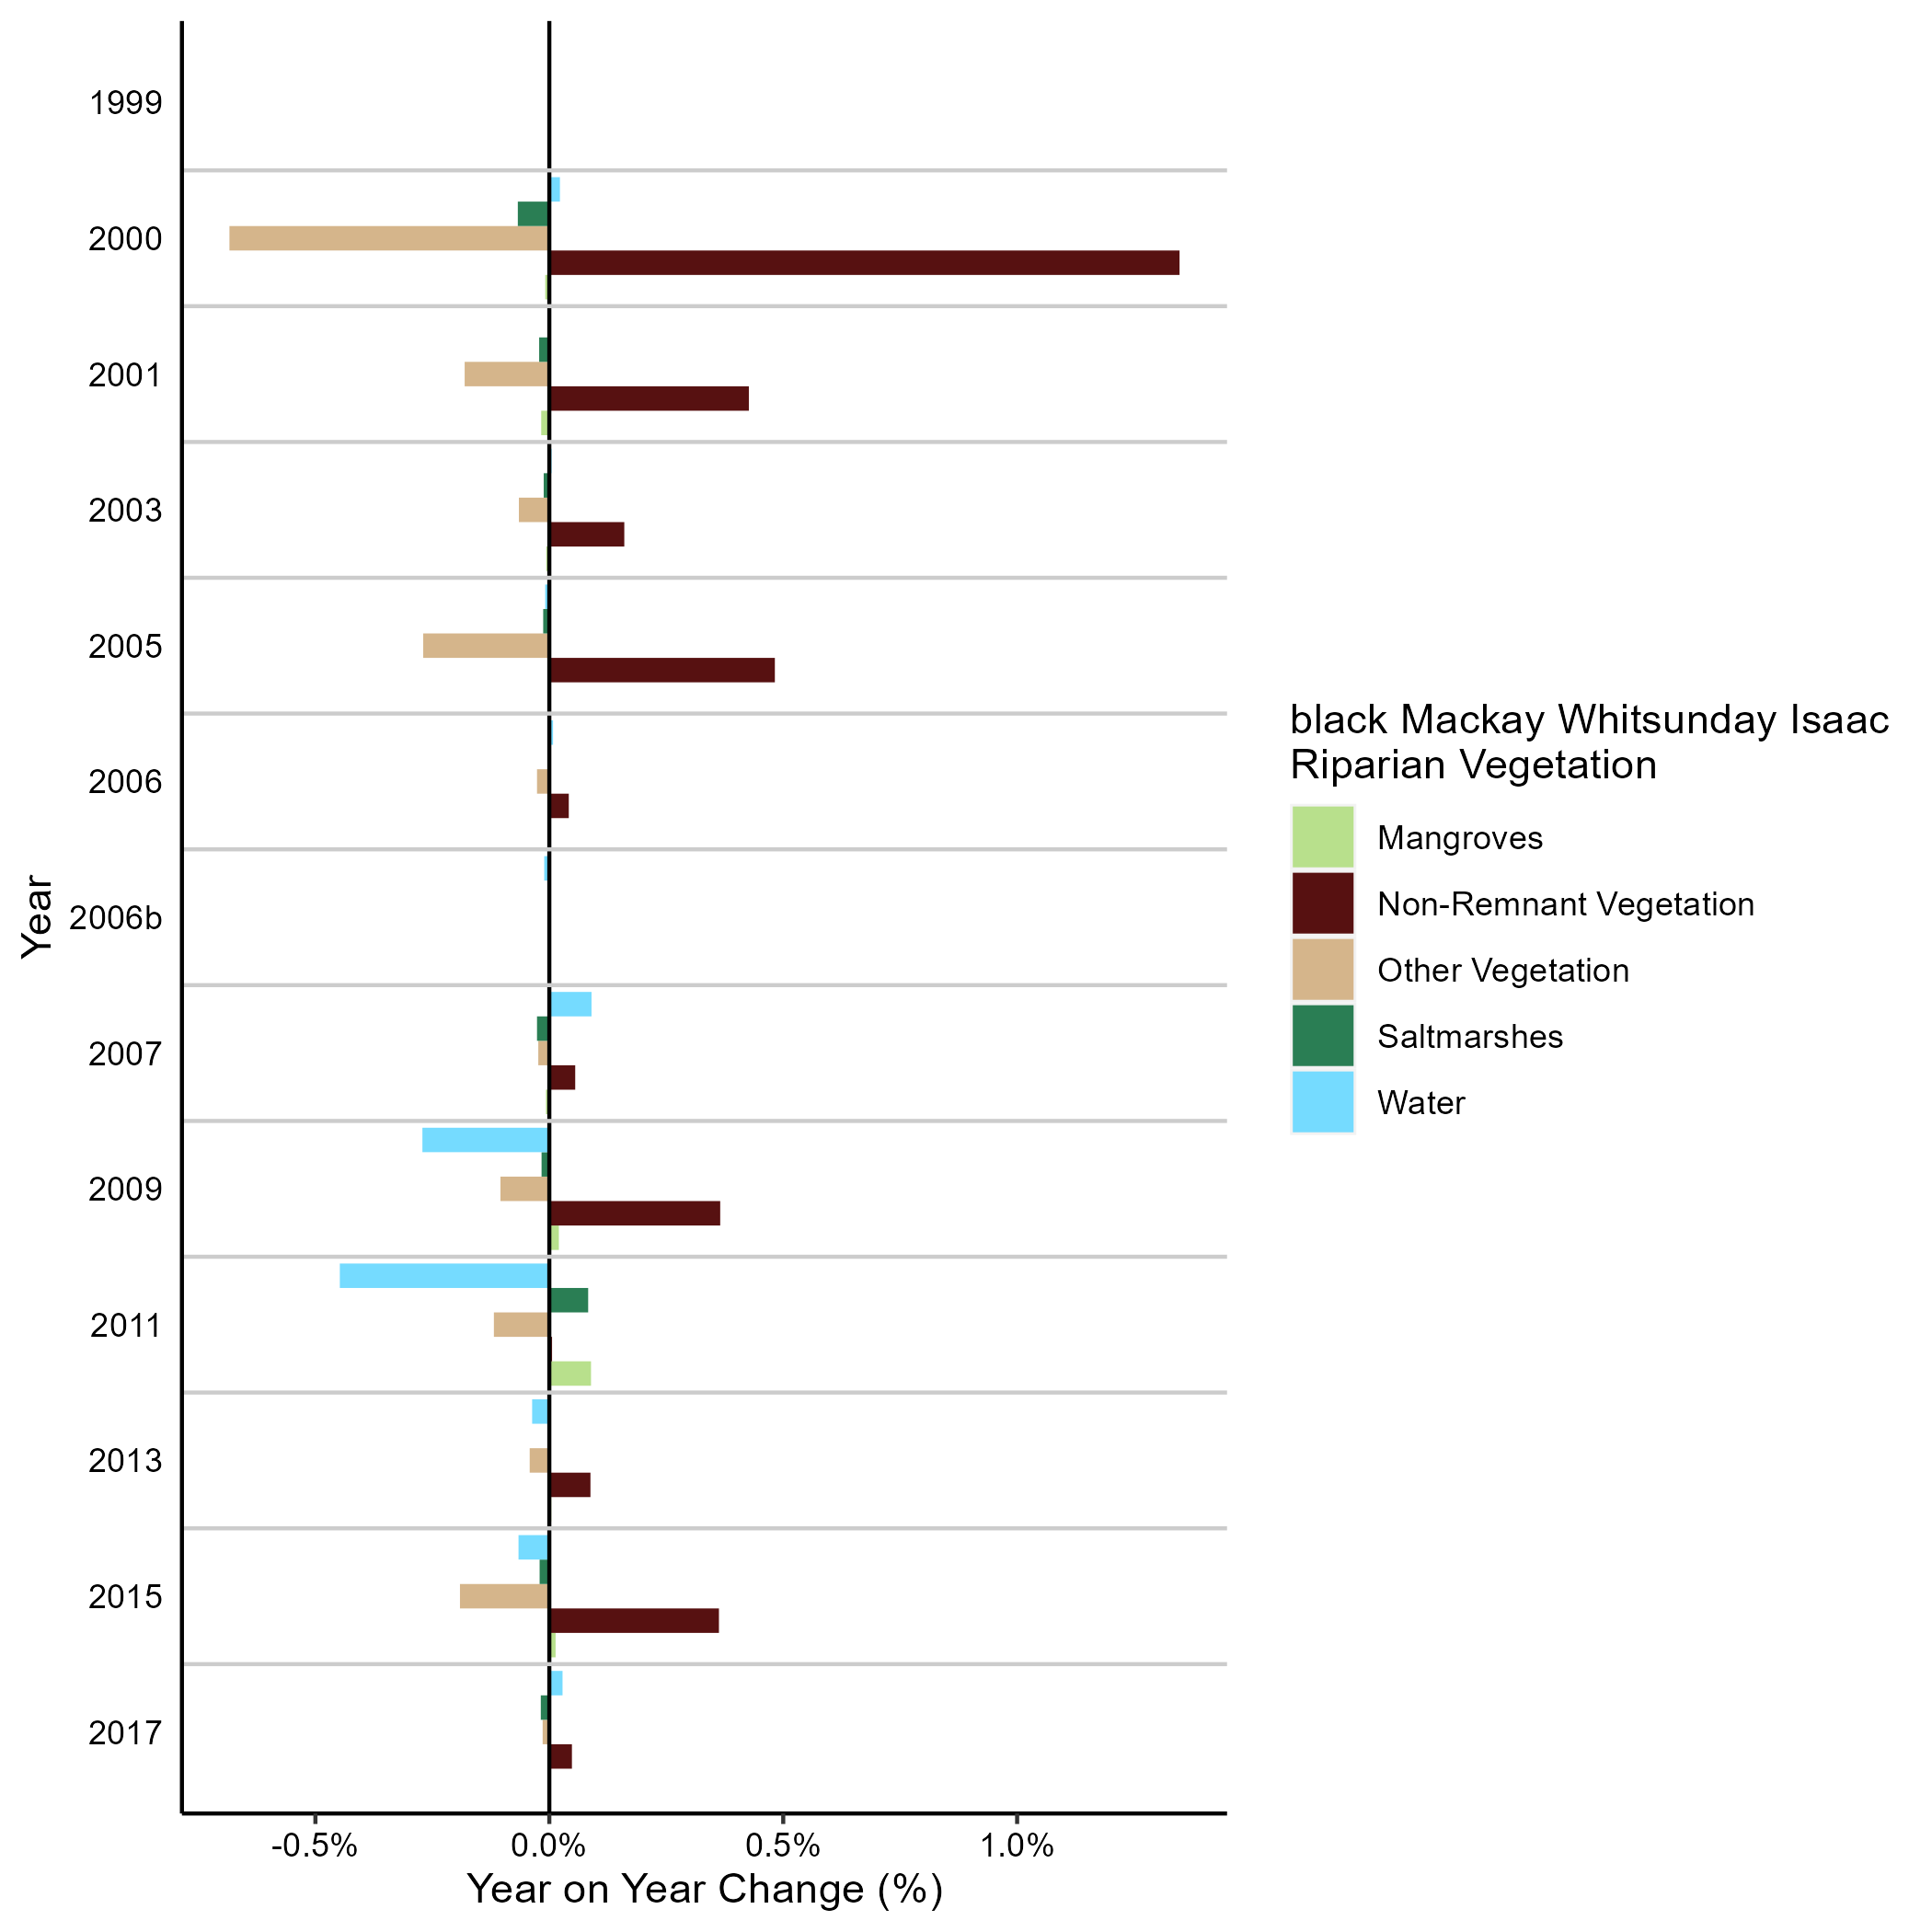 1999
2000
2001
2003
2005
2006
2006b
2007
2009
2011
2013
2015
2017
Year
-0.5%
0.0%
0.5%
1.0%
Year on Year Change (%)
black Mackay Whitsunday Isaac
Riparian Vegetation
Mangroves
Non-Remnant Vegetation
Other Vegetation
Saltmarshes
Water